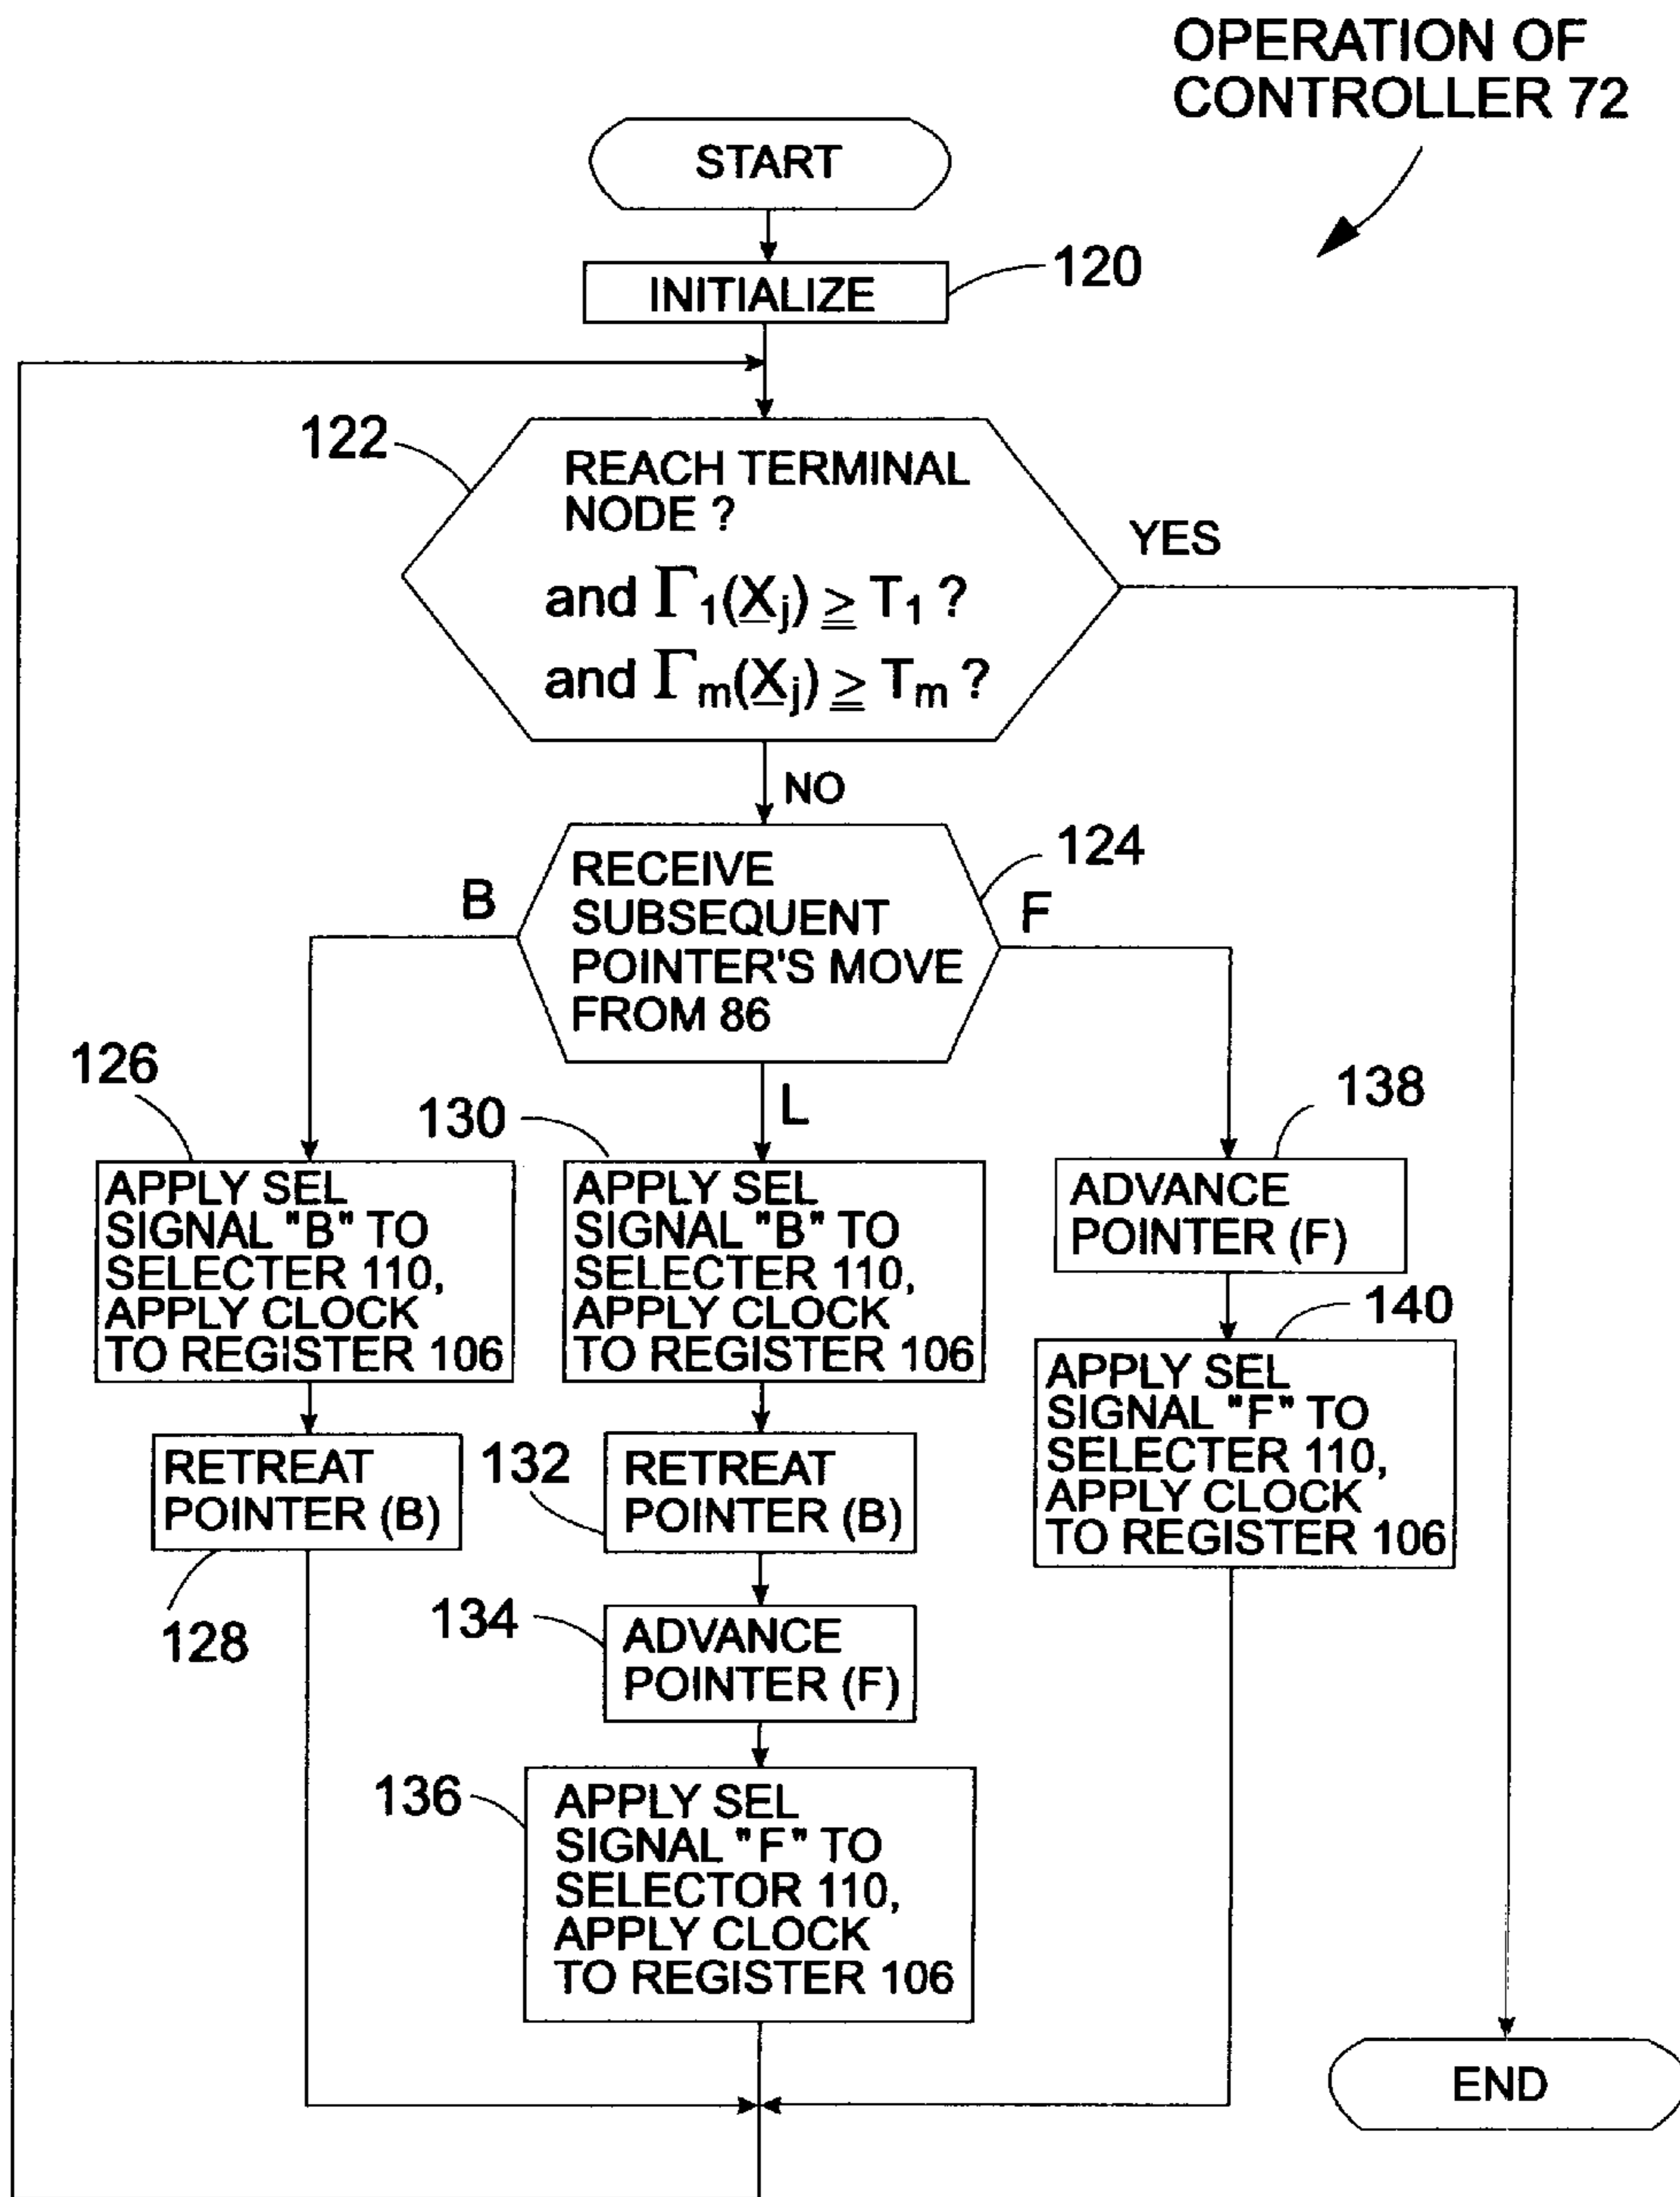 OPERATION OF
CONTROLLER 72
START
INITIALIZE
120
122
REACH TERMINAL
NODE ?
and Γ1(X̲j) ≧ T1 ?
and Γm(X̲j) ≧ Tm ?
YES
NO
124
RECEIVE
SUBSEQUENT
POINTER'S MOVE
FROM 86
B
F
L
126
APPLY SEL
SIGNAL "B" TO
SELECTER 110,
APPLY CLOCK
TO REGISTER 106
RETREAT
POINTER (B)
128
130
APPLY SEL
SIGNAL "B" TO
SELECTER 110,
APPLY CLOCK
TO REGISTER 106
132
RETREAT
POINTER (B)
134
ADVANCE
POINTER (F)
136
APPLY SEL
SIGNAL "F" TO
SELECTOR 110,
APPLY CLOCK
TO REGISTER 106
138
ADVANCE
POINTER (F)
140
APPLY SEL
SIGNAL "F" TO
SELECTER 110,
APPLY CLOCK
TO REGISTER 106
END